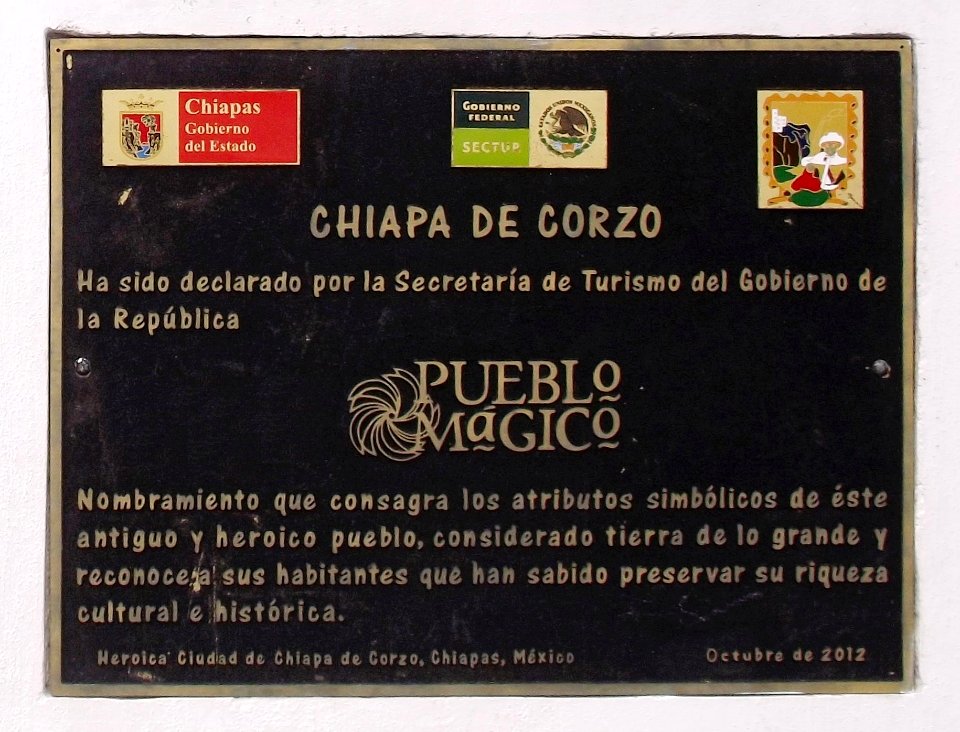 Chiapas
Gobierno
del Estado
GOBIERNO
FEDERAL
SECTUR
ESTADOS UNIDOS MEXICANOS
CHIAPA DE CORZO
Ha sido declarado por la Secretaría de Turismo del Gobierno de
la República
PUEBLO
MáGICO
Nombramiento que consagra los atributos simbólicos de éste
antiguo y heroico pueblo, considerado tierra de lo grande y
reconoce a sus habitantes que han sabido preservar su riqueza
cultural e histórica.
Heroica Ciudad de Chiapa de Corzo, Chiapas, México
Octubre de 2012